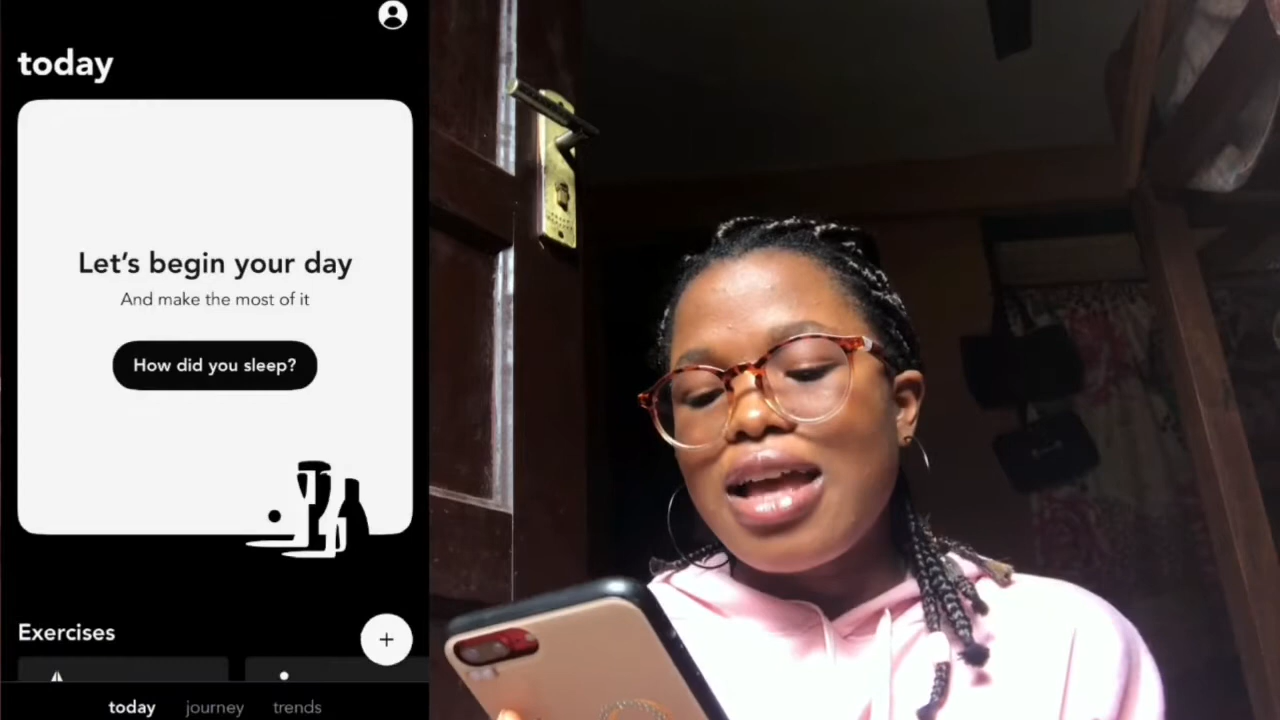 today
Let's begin your day
And make the most of it
How did you sleep?
Exercises
+
today journey trends